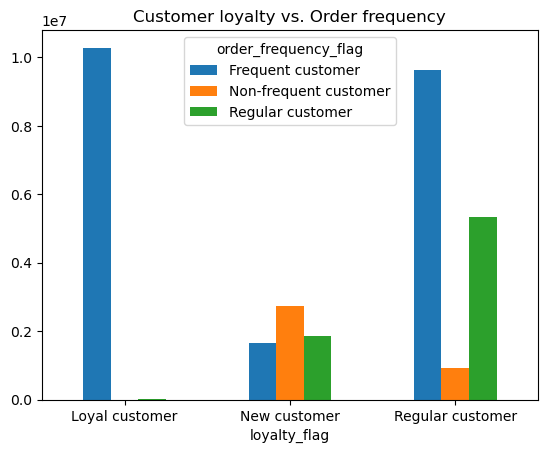 Customer loyalty vs. Order frequency
1e7
order_frequency_flag
Frequent customer
Non-frequent customer
Regular customer
1.0
0.8
0.6
0.4
0.2
0.0
Loyal customer
New customer
Regular customer
loyalty_flag